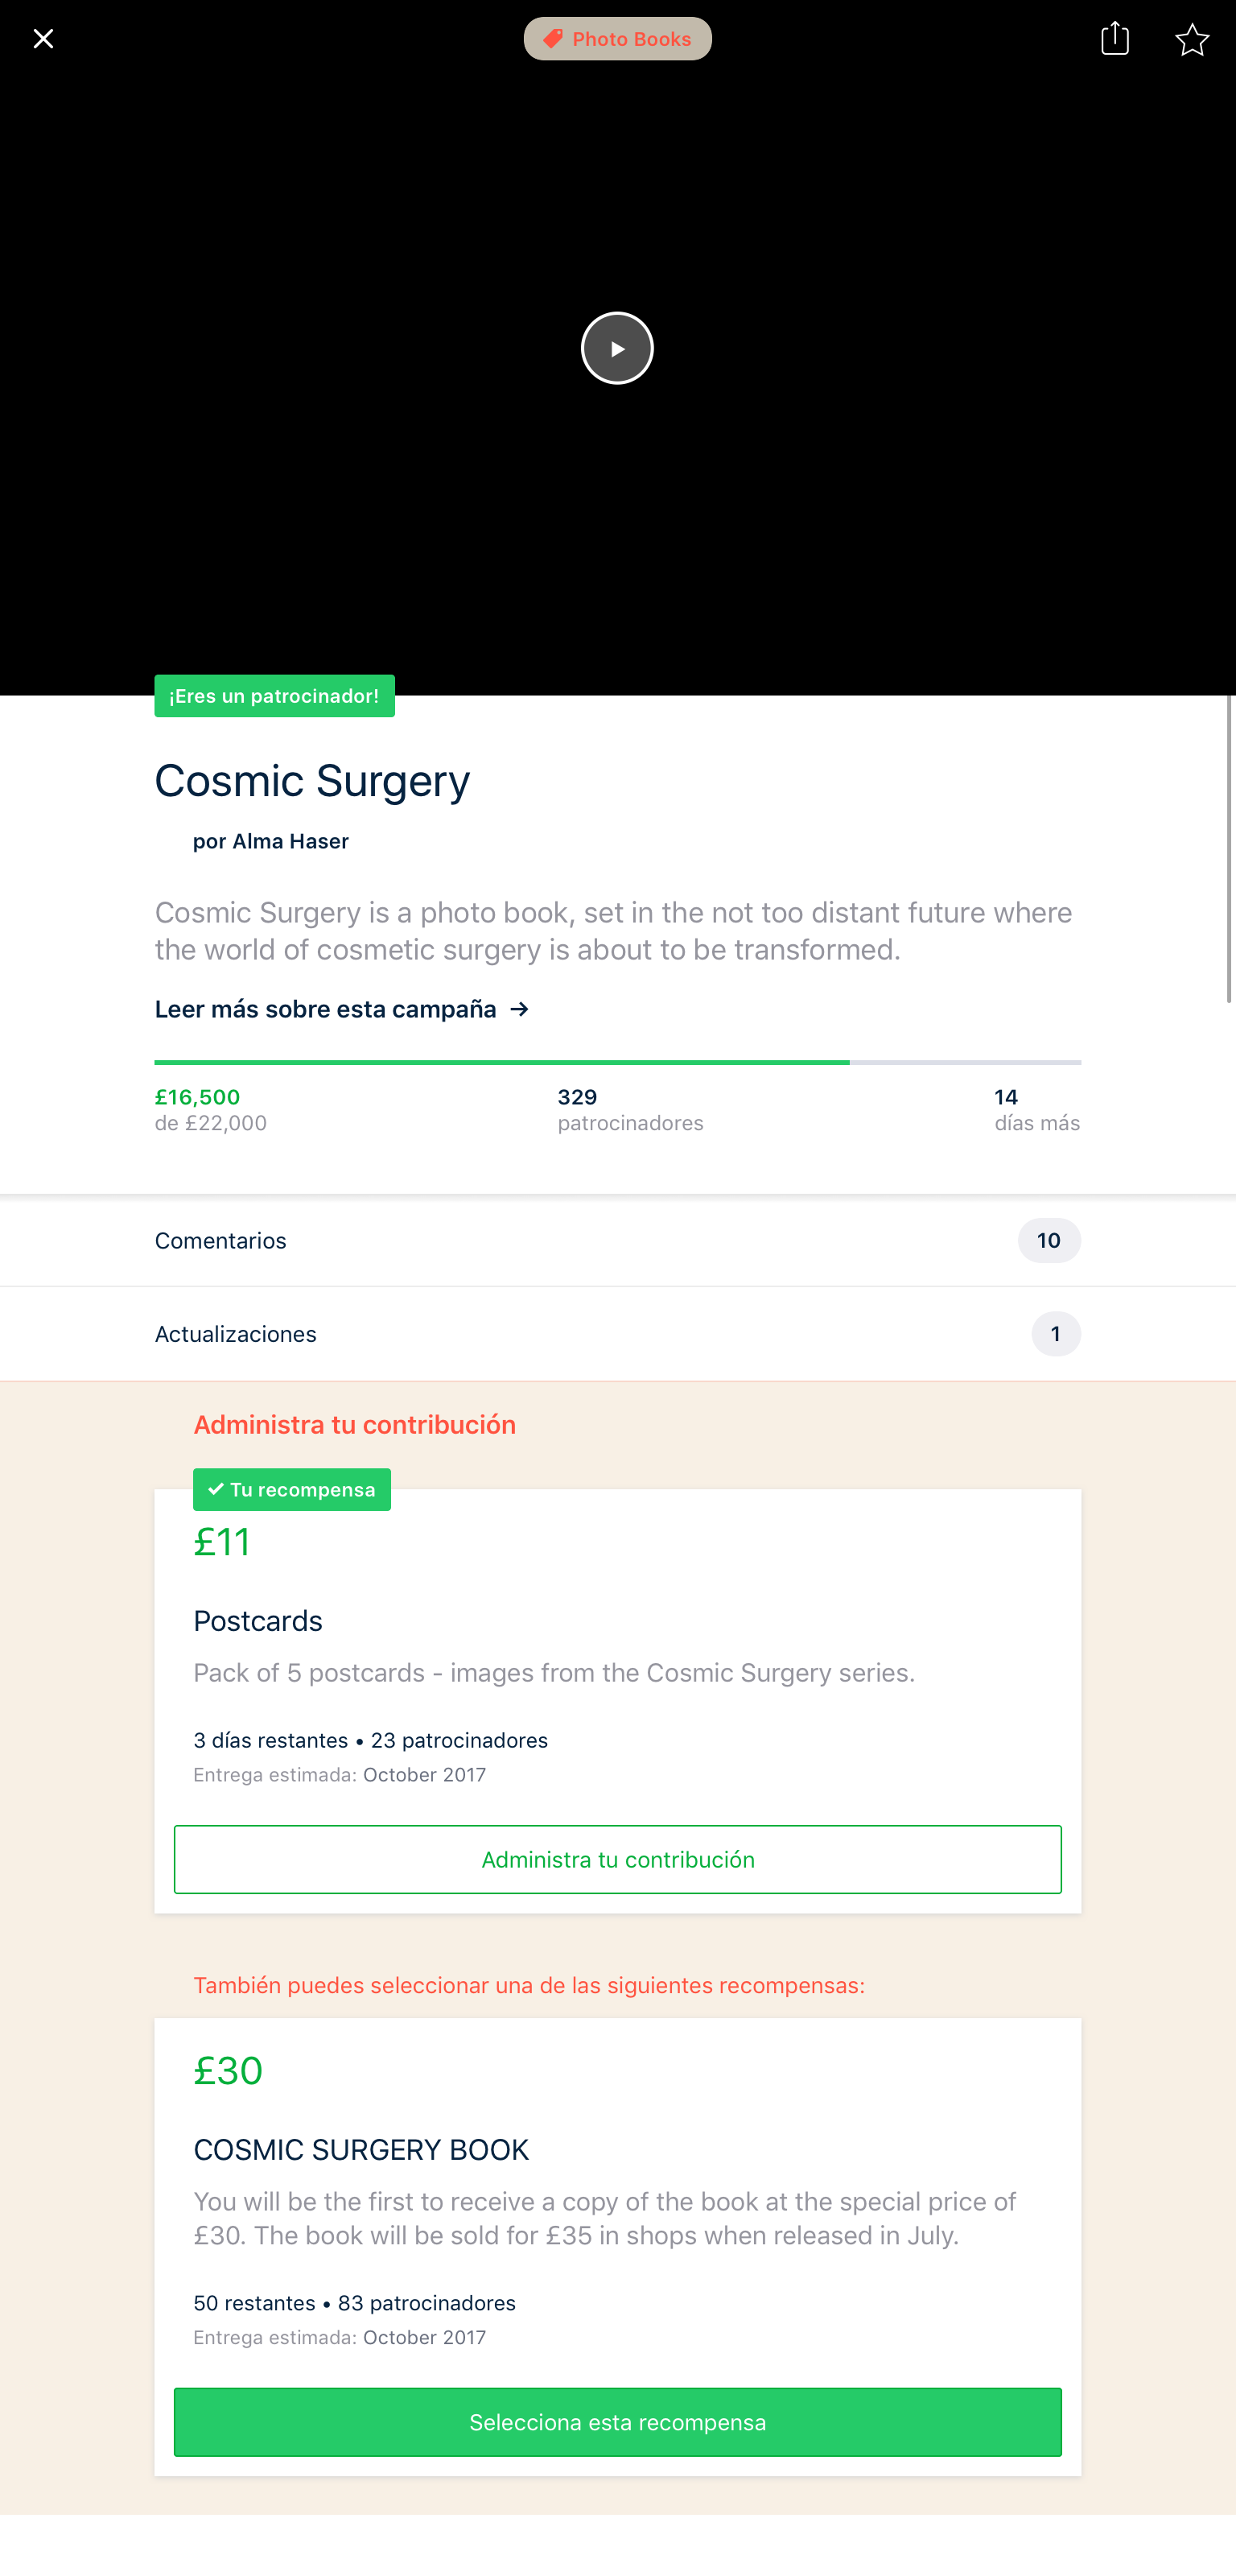 Photo Books
¡Eres un patrocinador!
Cosmic Surgery
por Alma Haser
Cosmic Surgery is a photo book, set in the not too distant future where
the world of cosmetic surgery is about to be transformed.
Leer más sobre esta campaña →
£16,500
de £22,000
329
patrocinadores
14
días más
Comentarios
10
Actualizaciones
1
Administra tu contribución
✔ Tu recompensa
£11
Postcards
Pack of 5 postcards - images from the Cosmic Surgery series.
3 días restantes • 23 patrocinadores
Entrega estimada: October 2017
Administra tu contribución
También puedes seleccionar una de las siguientes recompensas:
£30
COSMIC SURGERY BOOK
You will be the first to receive a copy of the book at the special price of
£30. The book will be sold for £35 in shops when released in July.
50 restantes • 83 patrocinadores
Entrega estimada: October 2017
Selecciona esta recompensa